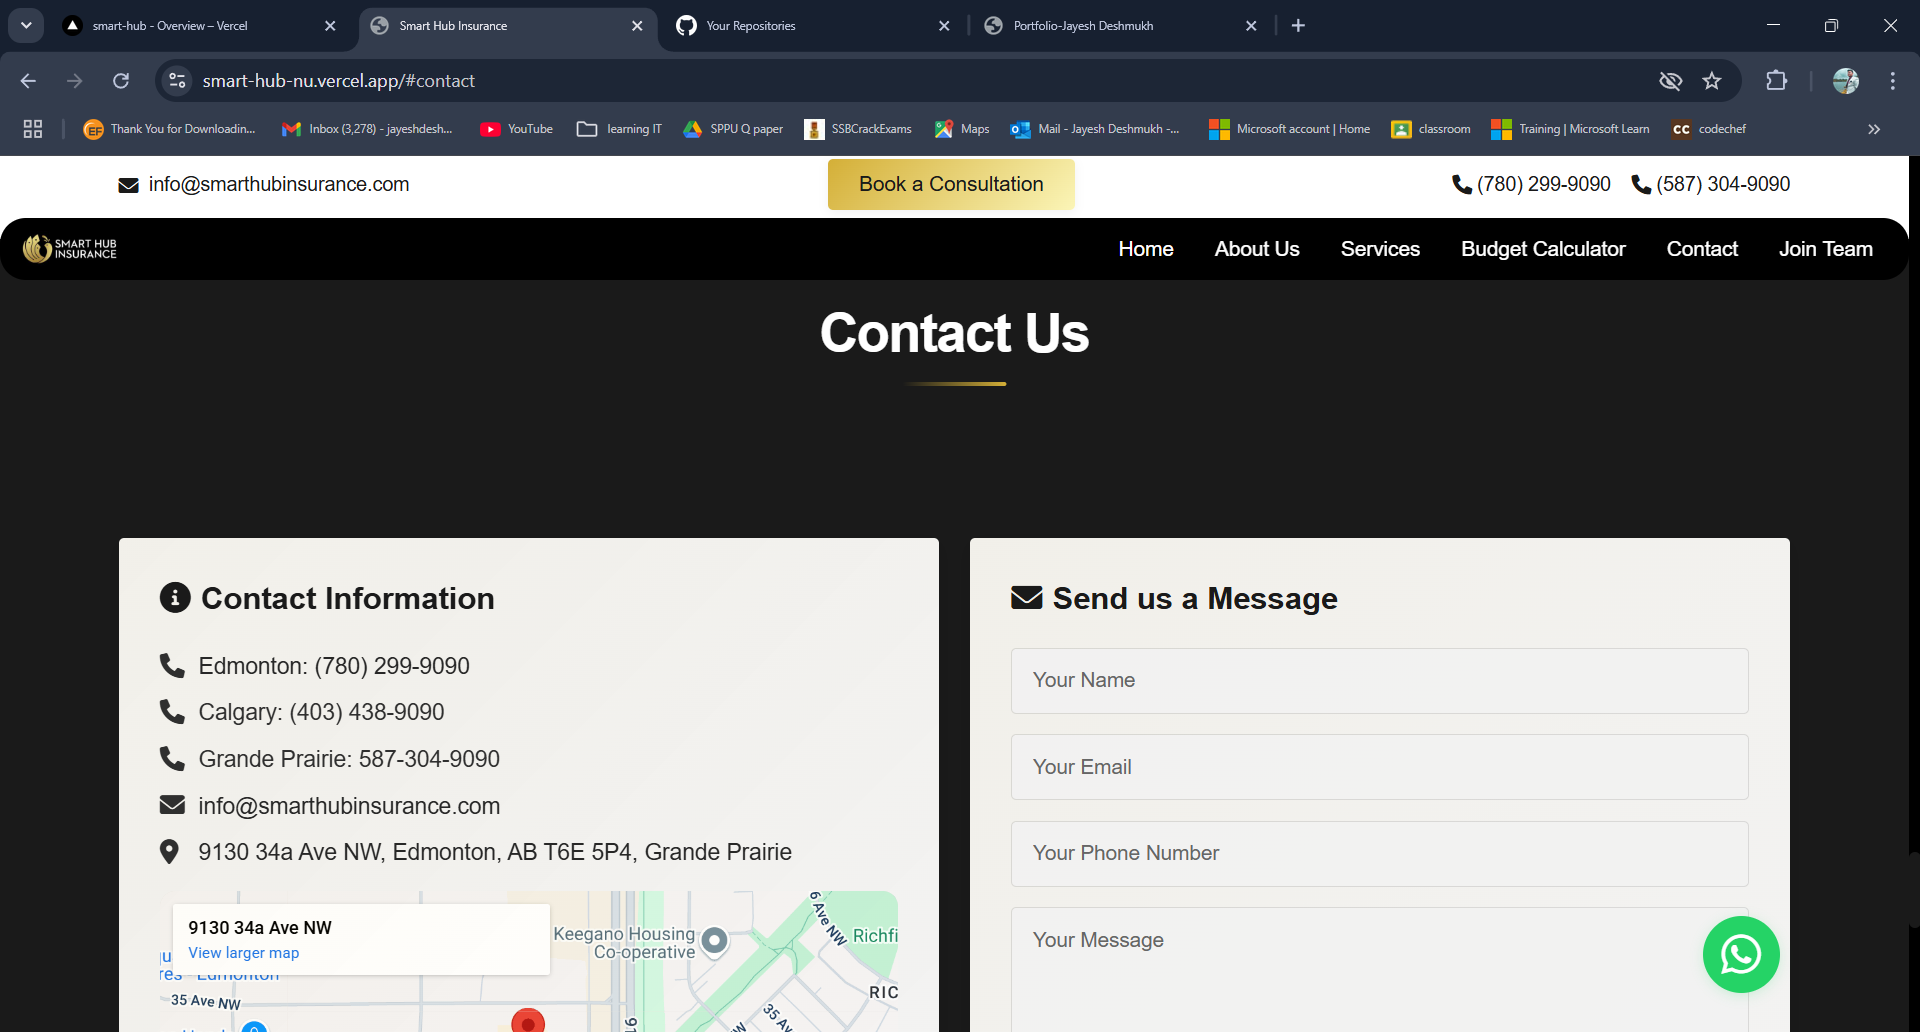 smart-hub - Overview – Vercel
Smart Hub Insurance
Your Repositories
Portfolio-Jayesh Deshmukh
smart-hub-nu.vercel.app/#contact
Thank You for Downloadin...
Inbox (3,278) - jayeshdesh...
YouTube
learning IT
SPPU Q paper
SSBCrackExams
Maps
Mail - Jayesh Deshmukh -...
Microsoft account | Home
classroom
Training | Microsoft Learn
CC codechef
info@smarthubinsurance.com
Book a Consultation
(780) 299-9090
(587) 304-9090
SMART HUB
INSURANCE
Home
About Us
Services
Budget Calculator
Contact
Join Team
Contact Us
Contact Information
Edmonton: (780) 299-9090
Calgary: (403) 438-9090
Grande Prairie: 587-304-9090
info@smarthubinsurance.com
9130 34a Ave NW, Edmonton, AB T6E 5P4, Grande Prairie
9130 34a Ave NW
View larger map
Keegano Housing
Co-operative
6 Ave NW
Richfi
Edmonton
35 Ave NW
RIC
35 Av
Send us a Message
Your Name
Your Email
Your Phone Number
Your Message